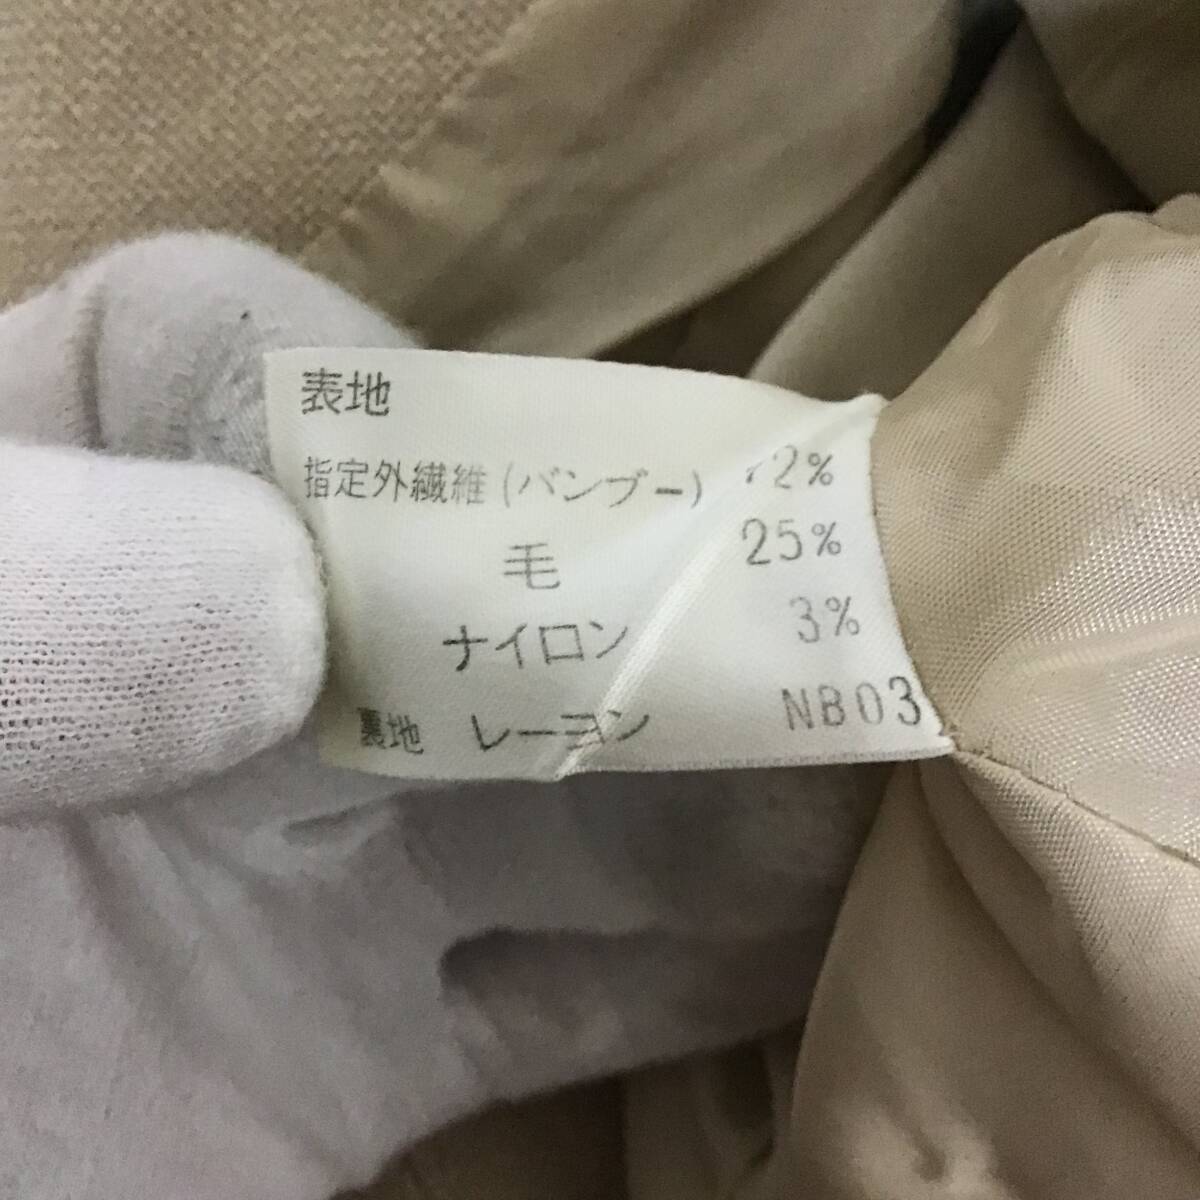 表地
指定外繊維(バンブー) 72%
毛 25%
ナイロン 3%
裏地 レーヨン NB03